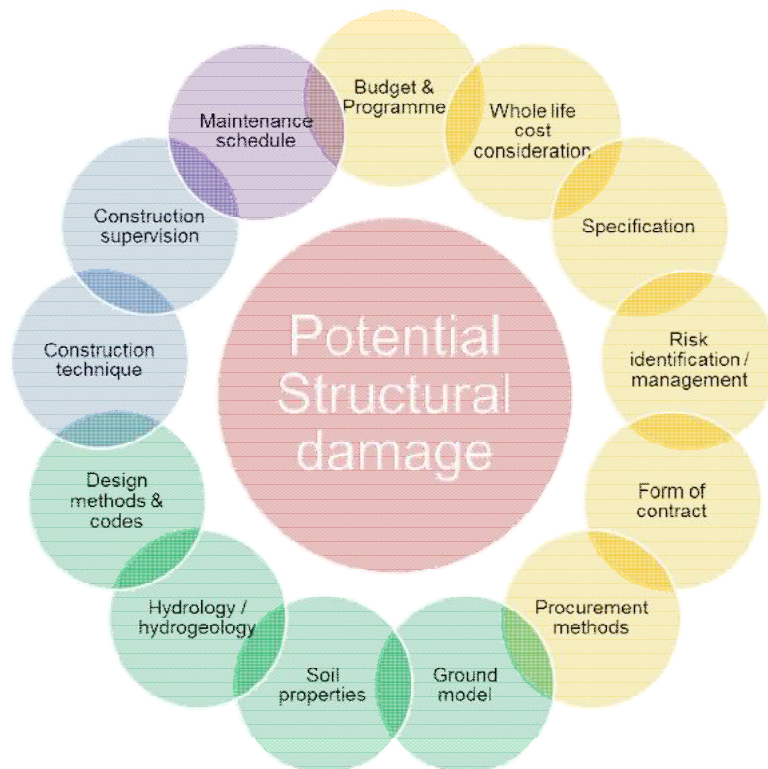 Budget &
Programme
Whole life
cost
consideration
Specification
Risk
identification /
management
Form of
contract
Procurement
methods
Ground
model
Soil
properties
Hydrology /
hydrogeology
Design
methods &
codes
Construction
technique
Construction
supervision
Maintenance
schedule
Potential
Structural
damage